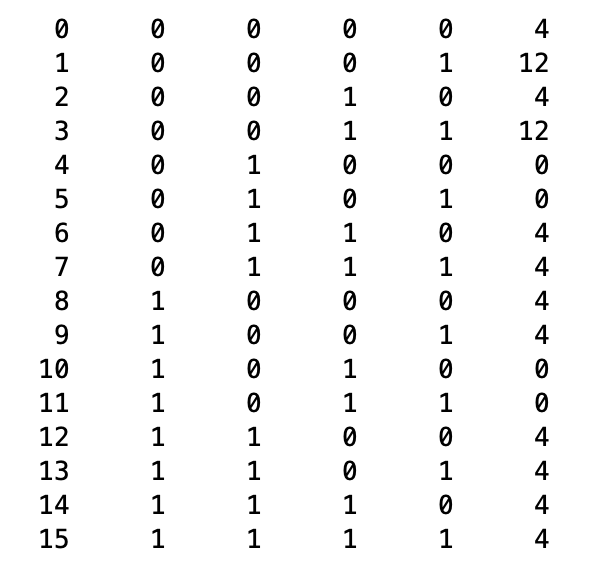 0 0 0 0 0 4
1 0 0 0 1 12
2 0 0 1 0 4
3 0 0 1 1 12
4 0 1 0 0 0
5 0 1 0 1 0
6 0 1 1 0 4
7 0 1 1 1 4
8 1 0 0 0 4
9 1 0 0 1 4
10 1 0 1 0 0
11 1 0 1 1 0
12 1 1 0 0 4
13 1 1 0 1 4
14 1 1 1 0 4
15 1 1 1 1 4